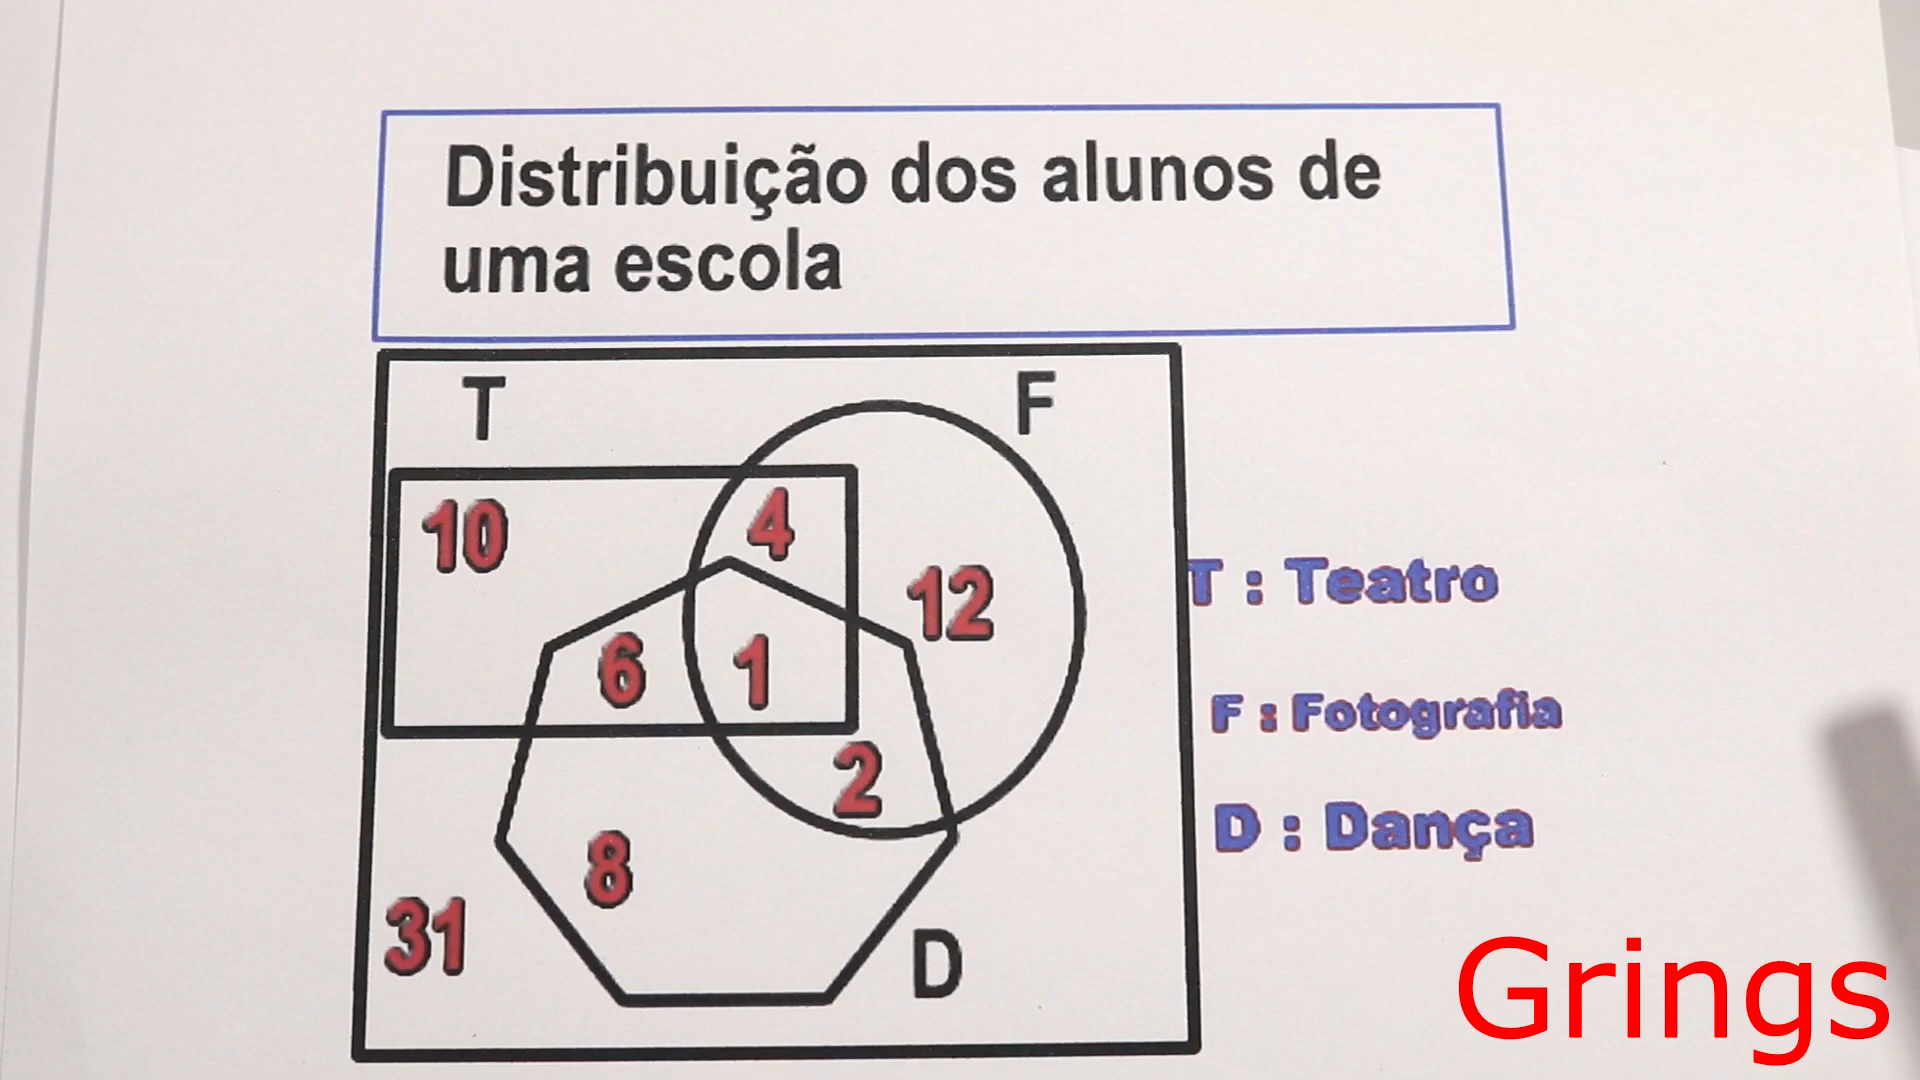 Distribuição dos alunos de
uma escola
T
F
10
4
12
6
1
2
8
31
D
T : Teatro
F : Fotografia
D : Dança
Grings